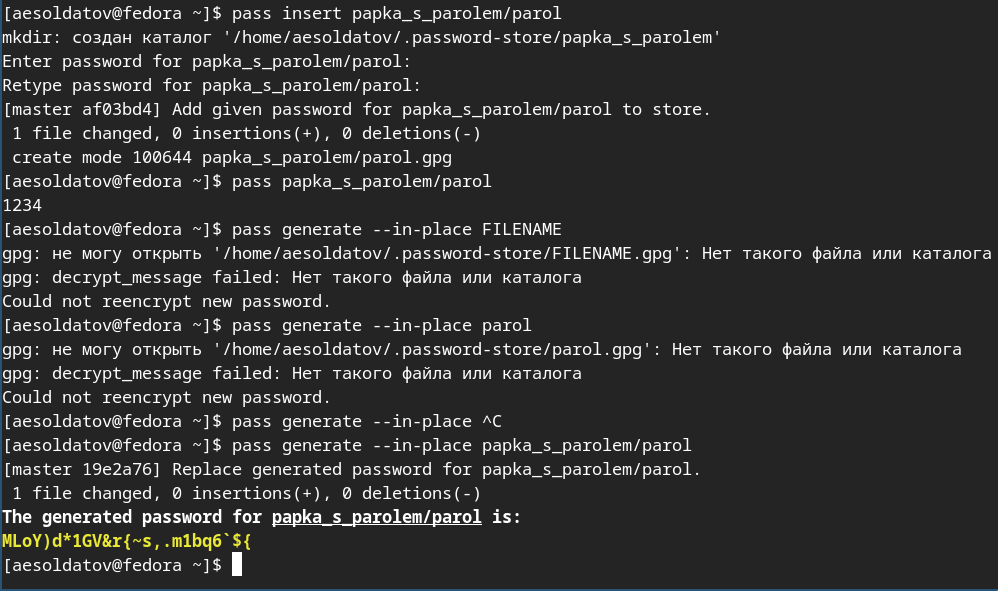 [aesoldatov@fedora ~]$ pass insert papka_s_parolem/parol
mkdir: создан каталог '/home/aesoldatov/.password-store/papka_s_parolem'
Enter password for papka_s_parolem/parol:
Retype password for papka_s_parolem/parol:
[master af03bd4] Add given password for papka_s_parolem/parol to store.
 1 file changed, 0 insertions(+), 0 deletions(-)
 create mode 100644 papka_s_parolem/parol.gpg
[aesoldatov@fedora ~]$ pass papka_s_parolem/parol
1234
[aesoldatov@fedora ~]$ pass generate --in-place FILENAME
gpg: не могу открыть '/home/aesoldatov/.password-store/FILENAME.gpg': Нет такого файла или каталога
gpg: decrypt_message failed: Нет такого файла или каталога
Could not reencrypt new password.
[aesoldatov@fedora ~]$ pass generate --in-place parol
gpg: не могу открыть '/home/aesoldatov/.password-store/parol.gpg': Нет такого файла или каталога
gpg: decrypt_message failed: Нет такого файла или каталога
Could not reencrypt new password.
[aesoldatov@fedora ~]$ pass generate --in-place ^C
[aesoldatov@fedora ~]$ pass generate --in-place papka_s_parolem/parol
[master 19e2a76] Replace generated password for papka_s_parolem/parol.
 1 file changed, 0 insertions(+), 0 deletions(-)
The generated password for papka_s_parolem/parol is:
MLoY)d*1GV&r{~s,.m1bq6`${
[aesoldatov@fedora ~]$